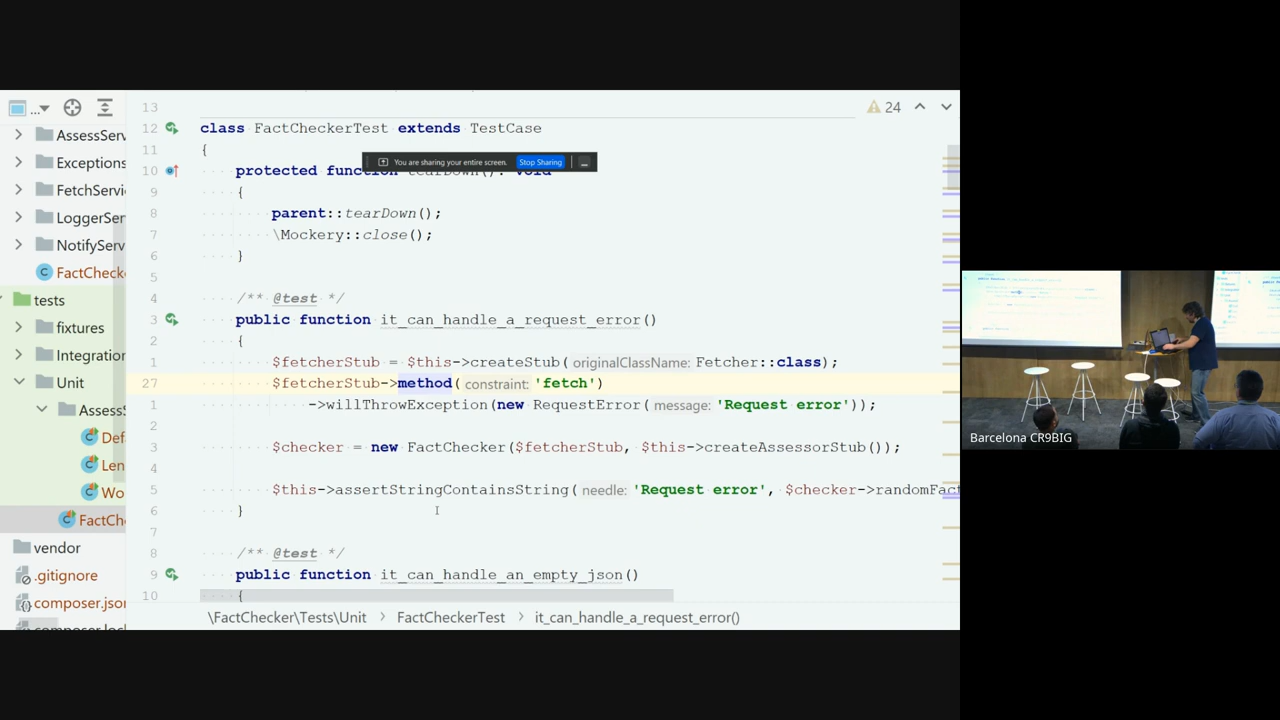 ...
AssessServ
Exceptions
FetchServi
LoggerSer
NotifyServ
FactChecke
tests
fixtures
Integration
Unit
AssessS
Def
Len
Wo
FactChe
vendor
.gitignore
composer.json
composer.loc
24
13
12 class FactCheckerTest extends TestCase
11 {
10 protected function tearDown(): void
9 {
8 parent::tearDown();
7 \Mockery::close();
6 }
5
4 /** @test */
3 public function it_can_handle_a_request_error()
2 {
1 $fetcherStub = $this->createStub( originalClassName: Fetcher::class);
27 $fetcherStub->method( constraint: 'fetch')
1 ->willThrowException(new RequestError( message: 'Request error'));
2
3 $checker = new FactChecker($fetcherStub, $this->createAssessorStub());
4
5 $this->assertStringContainsString( needle: 'Request error', $checker->randomFact
6 }
7
8 /** @test */
9 public function it_can_handle_an_empty_json()
10 {
You are sharing your entire screen. Stop Sharing
\FactChecker\Tests\Unit > FactCheckerTest > it_can_handle_a_request_error()
Barcelona CR9BIG